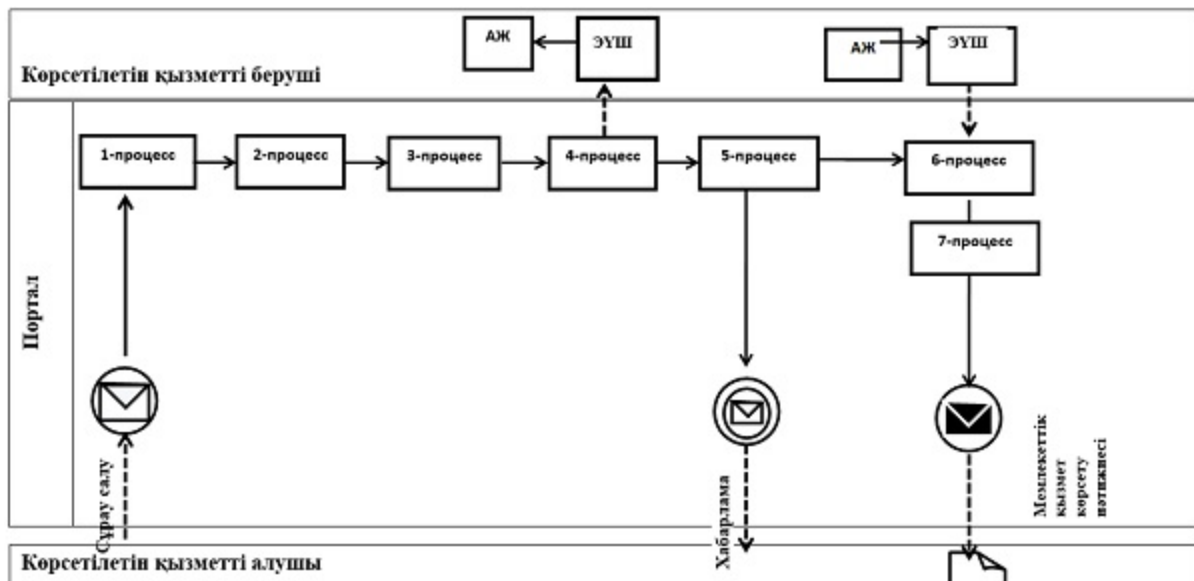 АЖ
ЭҮШ
АЖ
ЭҮШ
Көрсетілетін қызметті беруші
1-процесс
2-процесс
3-процесс
4-процесс
5-процесс
6-процесс
7-процесс
Портал
Сұрау салу
Хабарлама
Мемлекеттік
қызмет
көрсету
нәтижесі
Көрсетілетін қызметті алушы